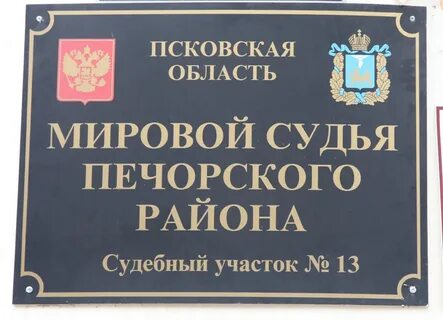 ПСКОВСКАЯ
ОБЛАСТЬ
МИРОВОЙ СУДЬЯ
ПЕЧОРСКОГО
РАЙОНА
Судебный участок № 13